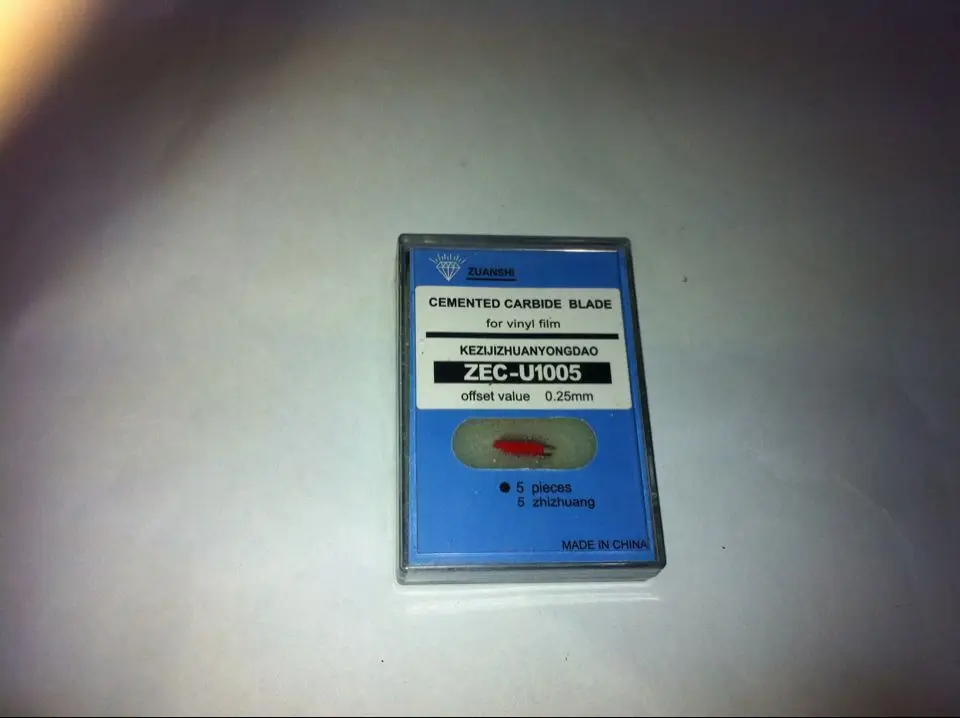 ZUANSHI
CEMENTED CARBIDE BLADE
for vinyl film
KEZIJIZHUANYONGDAO
ZEC-U1005
offset value 0.25mm
● 5 pieces
5 zhizhuang
MADE IN CHINA